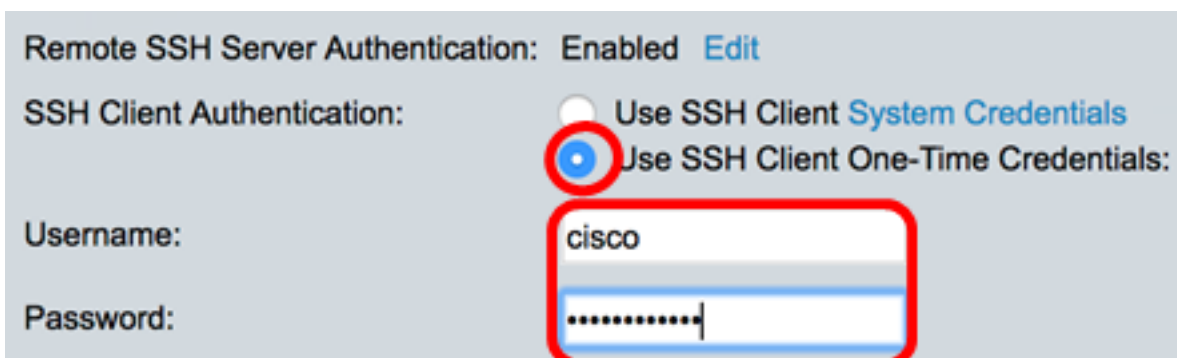 Remote SSH Server Authentication: Enabled Edit
SSH Client Authentication: Use SSH Client System Credentials
Use SSH Client One-Time Credentials:
Username: cisco
Password: ••••••••••••